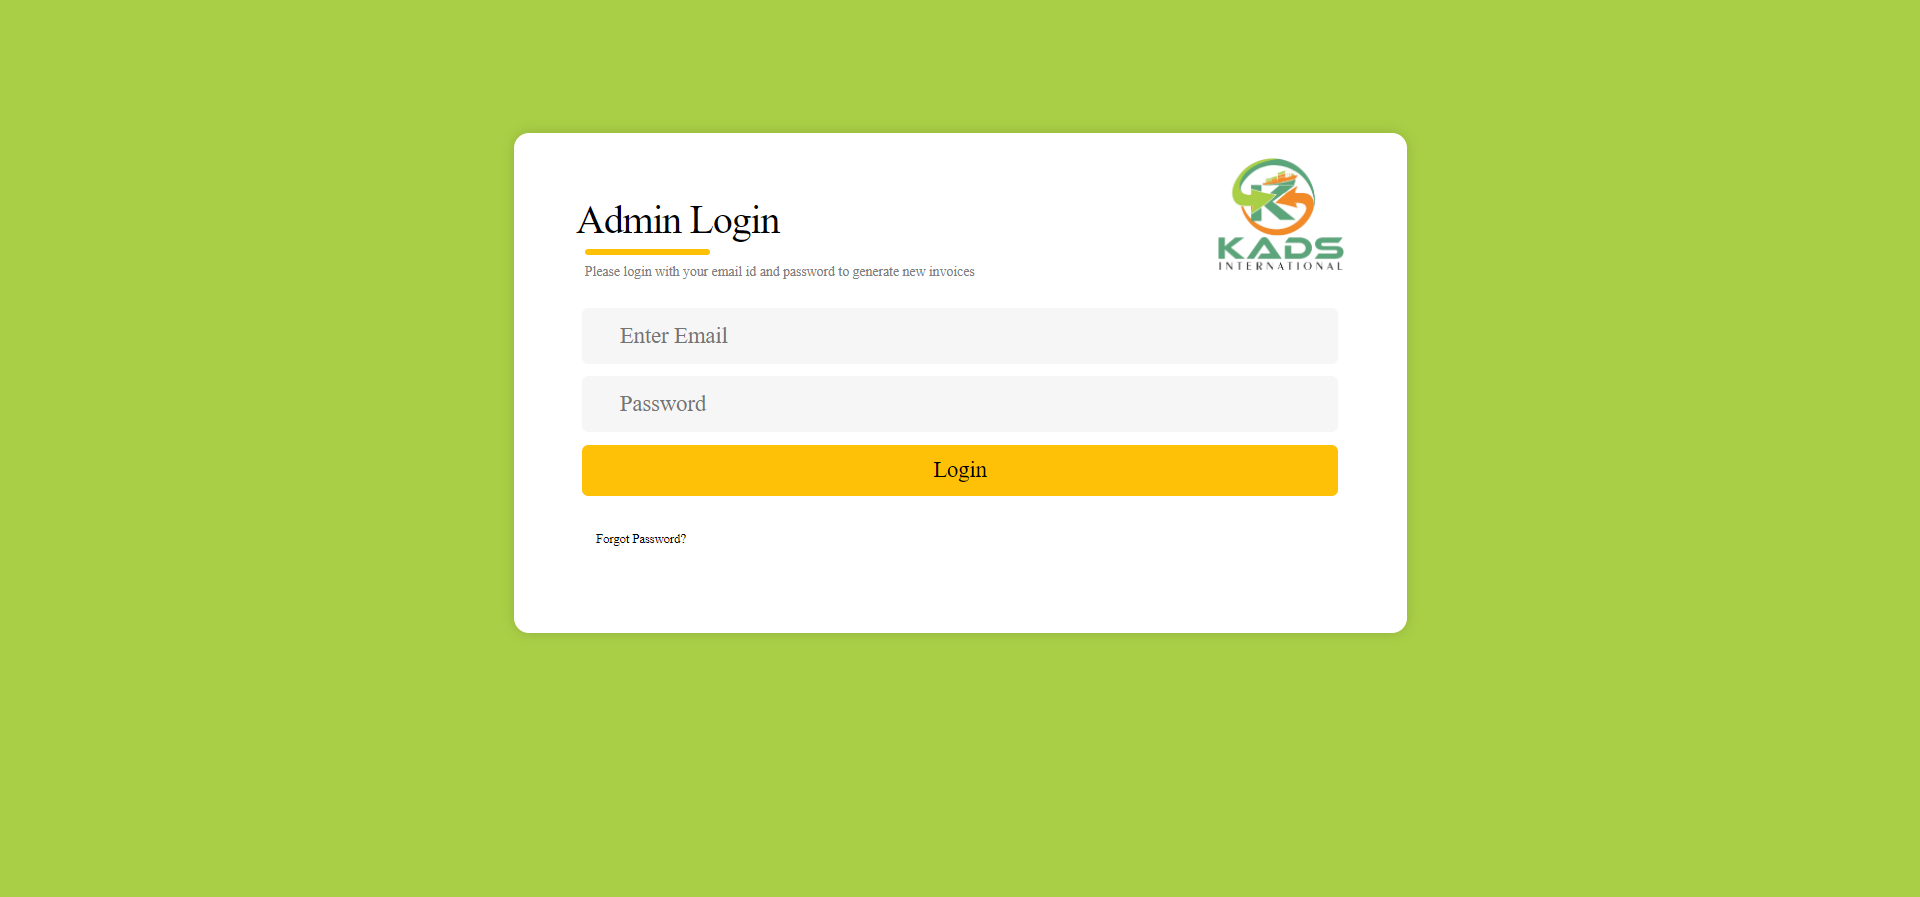 KADS
INTERNATIONAL
Admin Login
Please login with your email id and password to generate new invoices
Enter Email
Password
Login
Forgot Password?